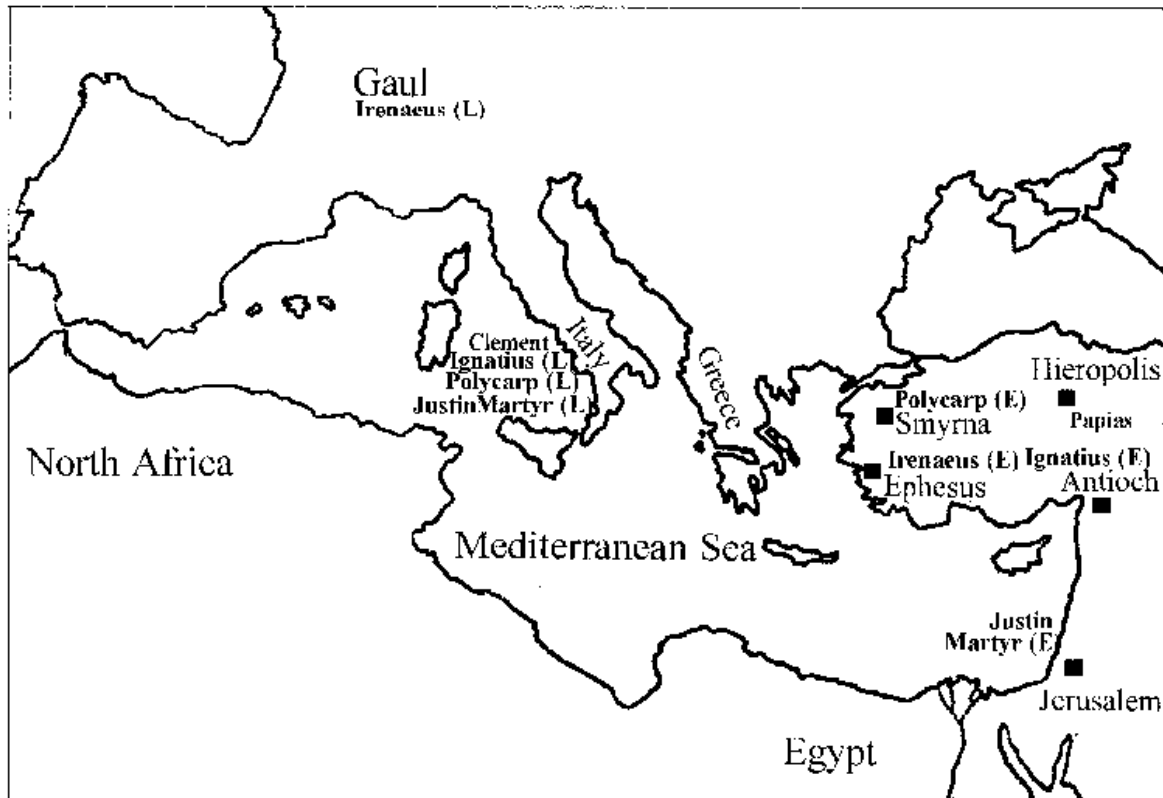 Gaul
Irenaeus (L)
Italy
Clement
Ignatius (L)
Polycarp (L)
JustinMartyr (L)
Greece
Hieropolis
Papias
Polycarp (E)
Smyrna
North Africa
Irenaeus (E)
Ephesus
Ignatius (E)
Antioch
Mediterranean Sea
Justin
Martyr (E
Jerusalem
Egypt